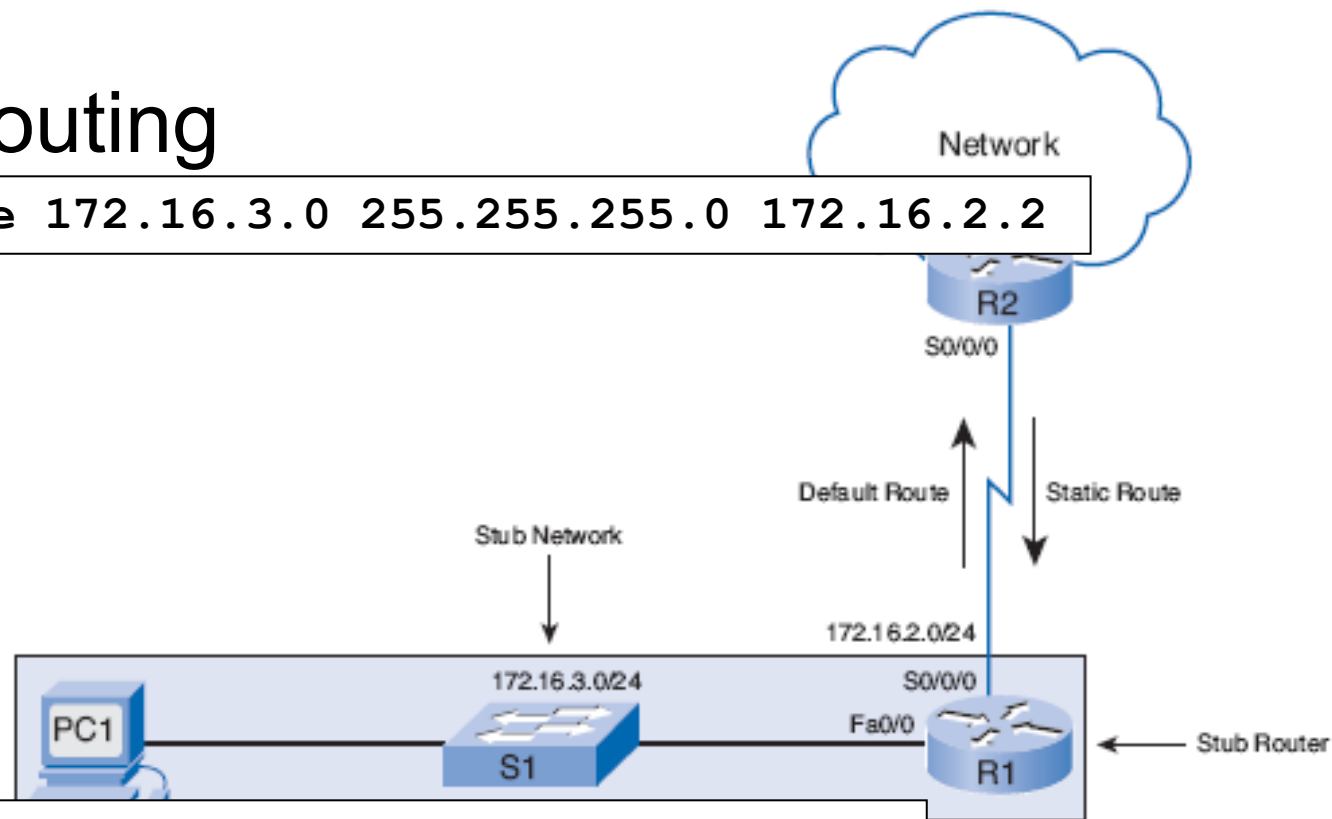 outing
Network
e 172.16.3.0 255.255.255.0 172.16.2.2
R2
S0/0/0
Default Route
Static Route
Stub Network
172.16.2.0/24
172.16.3.0/24
S0/0/0
PC1
Fa0/0
S1
R1
Stub Router